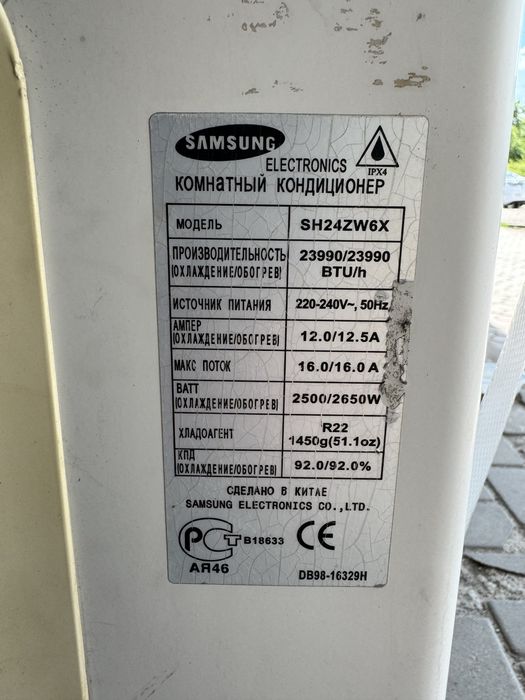 SAMSUNG
ELECTRONICS
IPX4
КОМНАТНЫЙ КОНДИЦИОНЕР
МОДЕЛЬ SH24ZW6X
ПРОИЗВОДИТЕЛЬНОСТЬ 23990/23990
(ОХЛАЖДЕНИЕ/ОБОГРЕВ) BTU/h
ИСТОЧНИК ПИТАНИЯ 220-240V~, 50Hz
АМПЕР
(ОХЛАЖДЕНИЕ/ОБОГРЕВ) 12.0/12.5A
МАКС ПОТОК 16.0/16.0 A
ВАТТ
(ОХЛАЖДЕНИЕ/ОБОГРЕВ) 2500/2650W
ХЛАДОАГЕНТ R22
1450g(51.1oz)
КПД
(ОХЛАЖДЕНИЕ/ОБОГРЕВ) 92.0/92.0%
СДЕЛАНО В КИТАЕ
SAMSUNG ELECTRONICS CO.,LTD.
РСТ B18633 CE
АЯ46
DB98-16329H